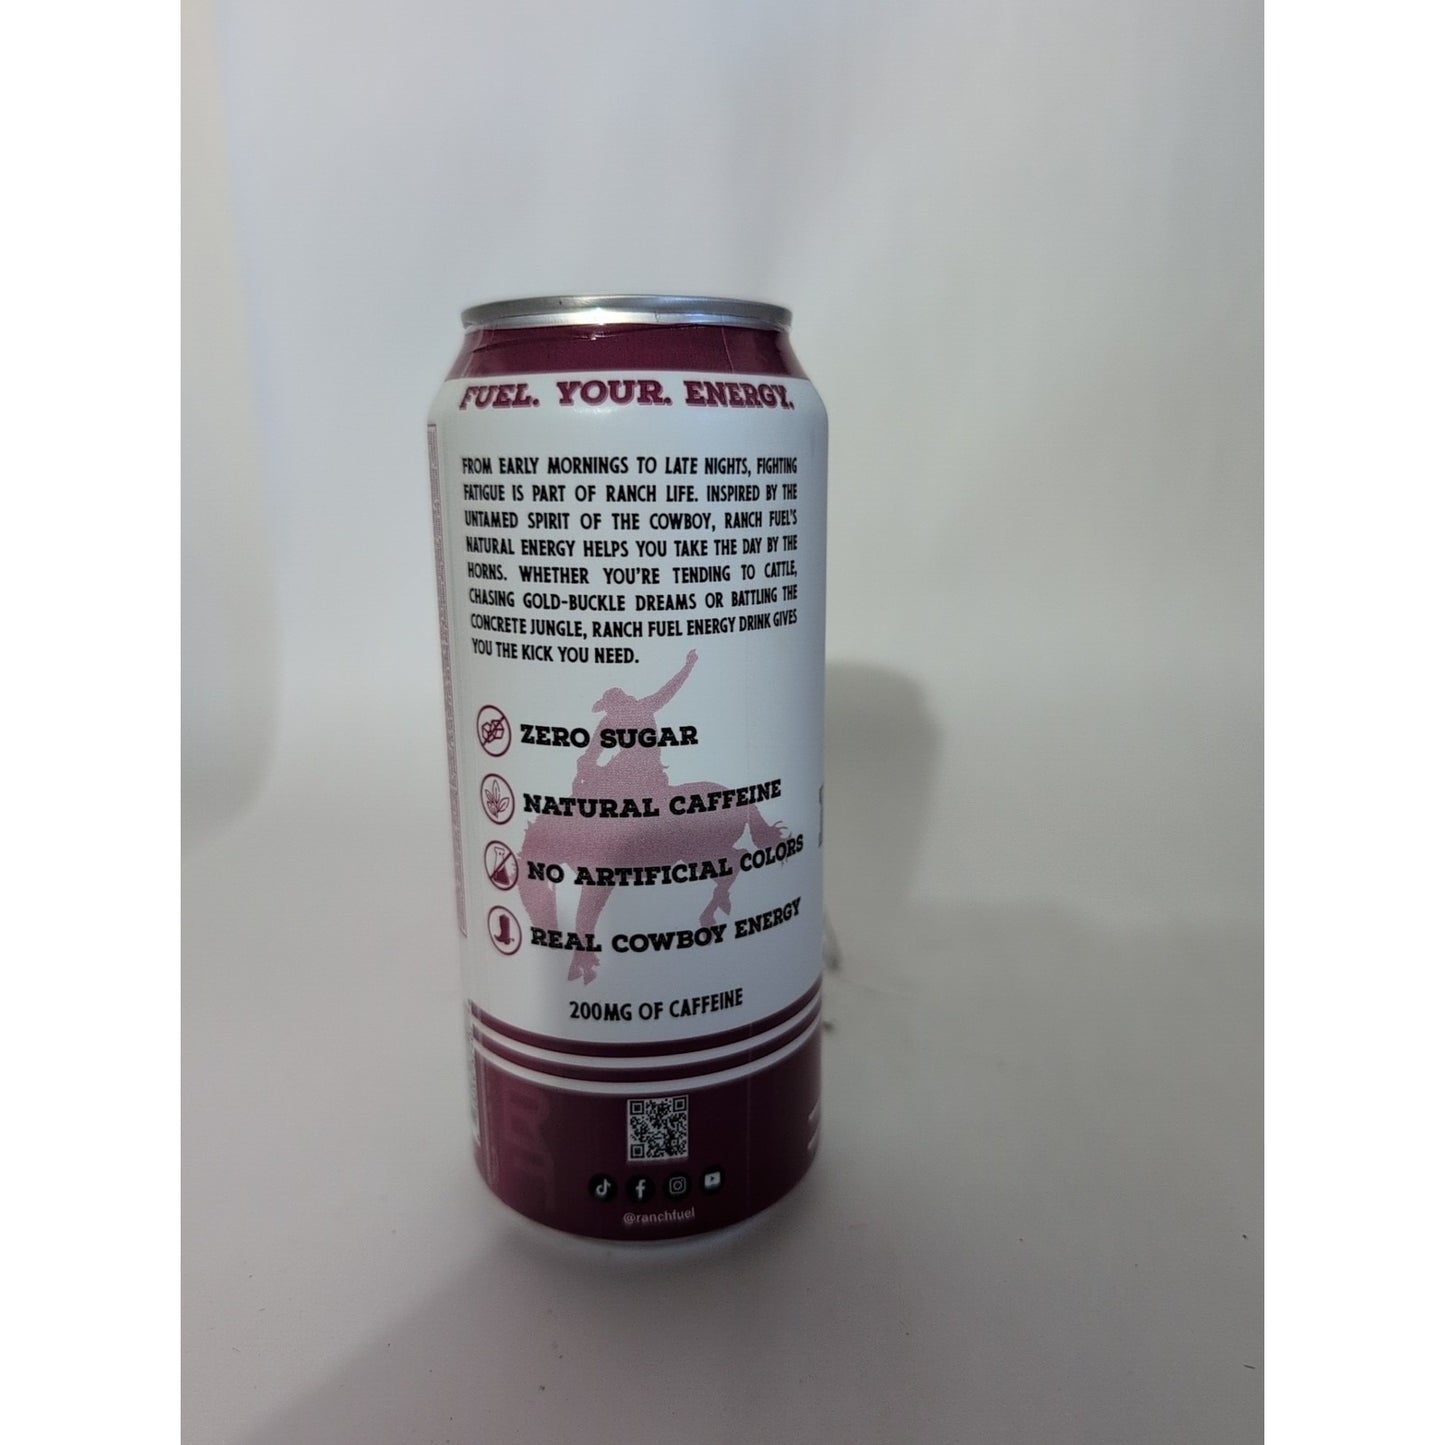 FUEL. YOUR. ENERGY.
FROM EARLY MORNINGS TO LATE NIGHTS, FIGHTING
FATIGUE IS PART OF RANCH LIFE. INSPIRED BY THE
UNTAMED SPIRIT OF THE COWBOY, RANCH FUEL'S
NATURAL ENERGY HELPS YOU TAKE THE DAY BY THE
HORNS. WHETHER YOU'RE TENDING TO CATTLE,
CHASING GOLD-BUCKLE DREAMS OR BATTLING THE
CONCRETE JUNGLE, RANCH FUEL ENERGY DRINK GIVES
YOU THE KICK YOU NEED.
ZERO SUGAR
NATURAL CAFFEINE
NO ARTIFICIAL COLORS
REAL COWBOY ENERGY
200MG OF CAFFEINE
@ranchfuel